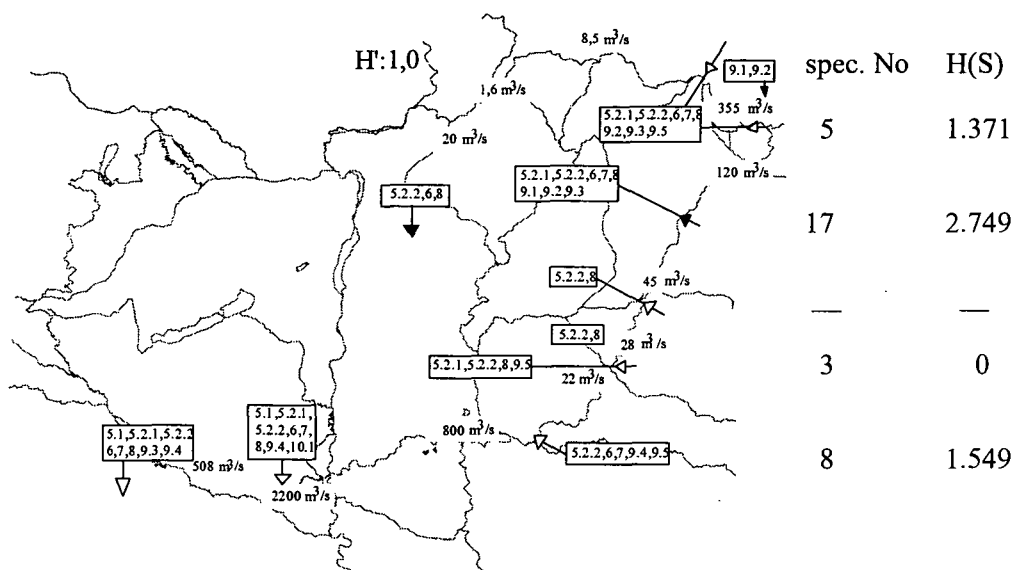 8,5 m³/s
H':1,0
spec. No H(S)
9.1,9.2
1,6 m³/s
355 m³/s
5.2.1,5.2.2,6,7,8
9.2,9.3,9.5
5 1.371
20 m³/s
120 m³/s
5.2.1,5.2.2,6,7,8
9.1,9.2,9.3
5.2.2,6,8
17 2.749
5.2.2,8
45 m³/s
— —
5.2.2,8
28 m³/s
5.2.1,5.2.2,8,9.5
3 0
22 m³/s
5.1,5.2.1,
5.2.2,6,7,
8,9.4,10.1
5.1,5.2.1,5.2.2
6,7,8,9.3,9.4
800 m³/s
5.2.2,6,7,9.4,9.5
8 1.549
508 m³/s
2200 m³/s